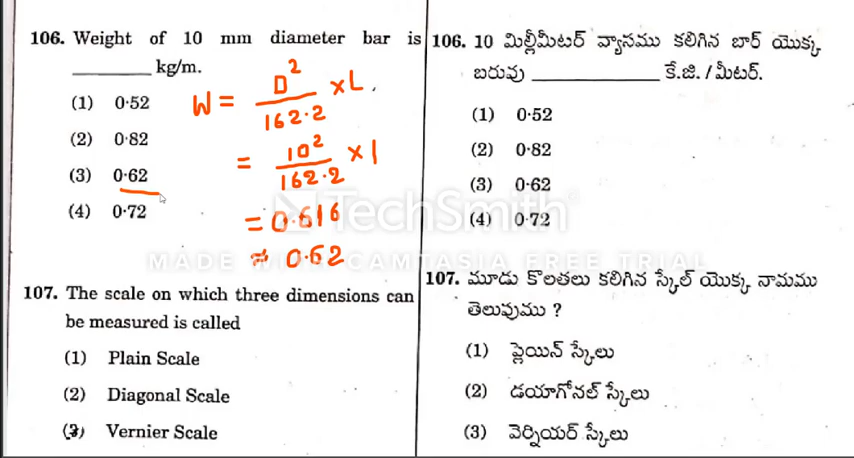 106. Weight of 10 mm diameter bar is
________ kg/m.
(1) 0·52
(2) 0·82
(3) 0·62
(4) 0·72
W = D² / 162·2 × L.
= 10² / 162·2 × 1
= 0·616
≈ 0·62
107. The scale on which three dimensions can
be measured is called
(1) Plain Scale
(2) Diagonal Scale
(3) Vernier Scale
106. 10 మిల్లీమీటర్ వ్యాసము కలిగిన బార్ యొక్క
బరువు ____________ కే.జి. /మీటర్.
(1) 0·52
(2) 0·82
(3) 0·62
(4) 0·72
107. మూడు కొలతలు కలిగిన స్కేల్ యొక్క నామము
తెలువుము ?
(1) ప్లెయిన్ స్కేలు
(2) డయాగోనల్ స్కేలు
(3) వెర్నియర్ స్కేలు
TechSmith
MADE WITH CAMTASIA FREE TRIAL